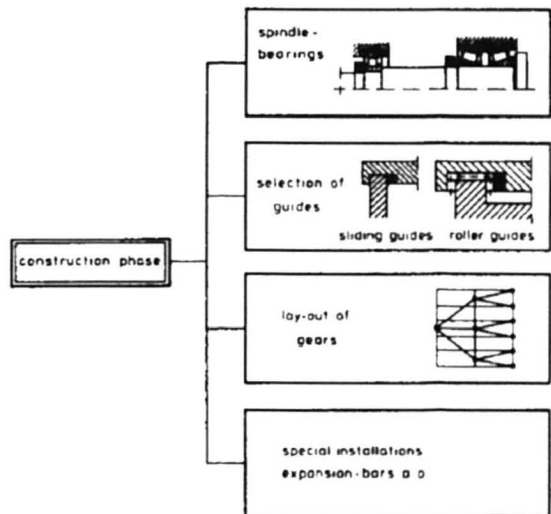 spindle-
bearings
selection of
guides
sliding guides roller guides
construction phase
lay-out of
gears
special installations
expansion-bars a o